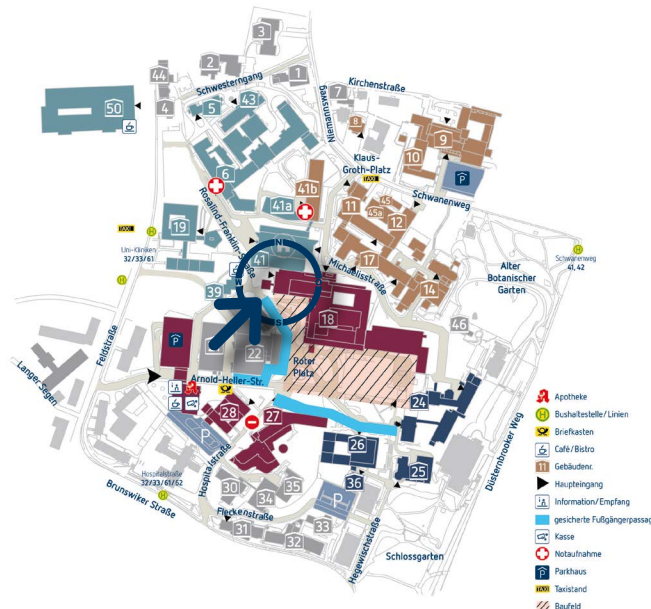 3
2
1
44
Schwesterngang
Kirchenstraße
7
4
50
5
43
Niemannsweg
8
9
10
Klaus-
Groth-Platz
TAXI
Schwanenweg
P
6
41b
41a
11
45
45a
12
Rosalind-Franklin-Straße
19
TAXI
H
Uni-Kliniken
32/33/61
N
41
17
Michaelisstraße
14
Alter
Botanischer
Garten
H
Schwanenweg
41, 42
39
H
18
46
S
Feldstraße
P
22
Roter
Platz
Langer Segen
Arnold-Heller-Str.
28
27
24
P
26
25
Hospitalstraße
Hospitalstraße
32/33/61/62
H
36
30
34
35
P
Brunswiker Straße
Fleckenstraße
31
32
33
Hegewischstraße
Schlossgarten
Düsternbrooker Weg
Apotheke
H Bushaltestelle/Linien
Briefkasten
Café/Bistro
11 Gebäudenr.
Haupteingang
Information/Empfang
gesicherte Fußgängerpassag
Kasse
Notaufnahme
P Parkhaus
TAXI Taxistand
Baufeld